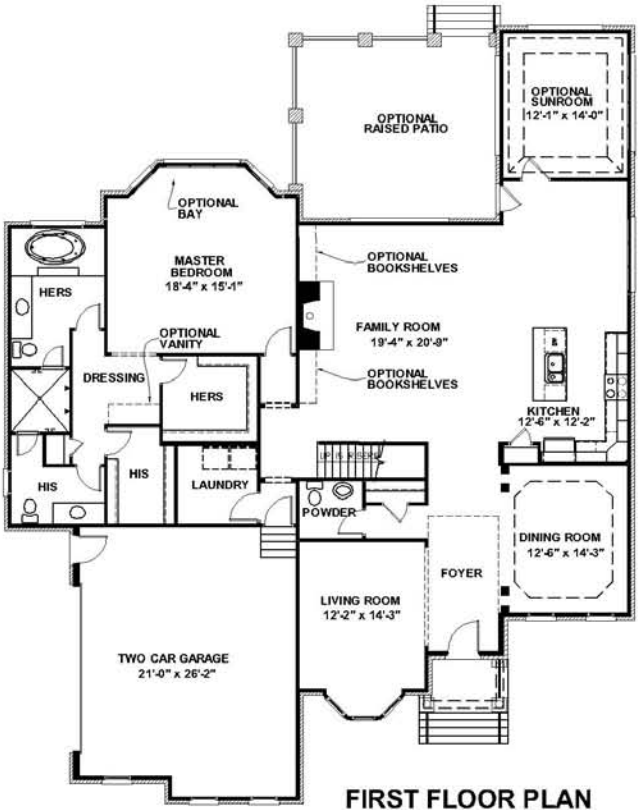 OPTIONAL
SUNROOM
12'-1" x 14'-0"
OPTIONAL
RAISED PATIO
OPTIONAL
BAY
MASTER
BEDROOM
18'-4" x 15'-1"
OPTIONAL
BOOKSHELVES
HERS
FAMILY ROOM
19'-4" x 20'-9"
OPTIONAL
VANITY
DRESSING
HERS
OPTIONAL
BOOKSHELVES
KITCHEN
12'-6" x 12'-2"
UP 15 RISERS
HIS
HIS
LAUNDRY
POWDER
DINING ROOM
12'-6" x 14'-3"
FOYER
LIVING ROOM
12'-2" x 14'-3"
TWO CAR GARAGE
21'-0" x 26'-2"
FIRST FLOOR PLAN